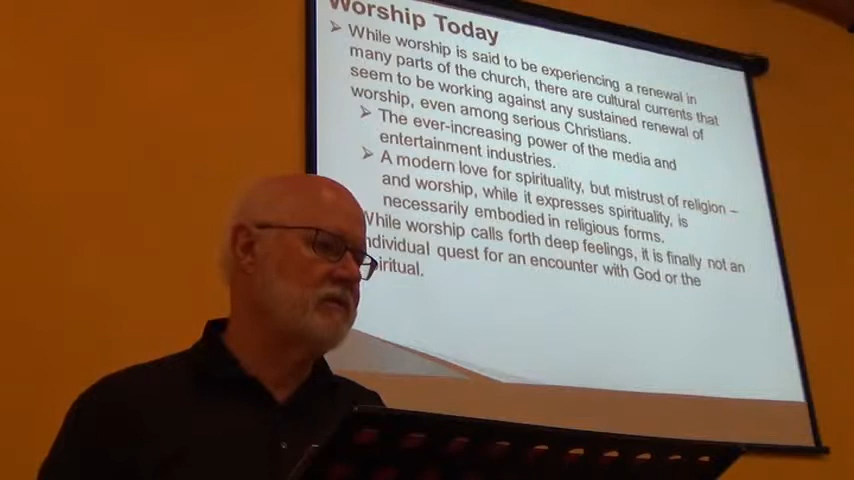 Worship Today
➢ While worship is said to be experiencing a renewal in
many parts of the church, there are cultural currents that
seem to be working against any sustained renewal of
worship, even among serious Christians.
➢ The ever-increasing power of the media and
entertainment industries.
➢ A modern love for spirituality, but mistrust of religion –
and worship, while it expresses spirituality, is
necessarily embodied in religious forms.
While worship calls forth deep feelings, it is finally not an
individual quest for an encounter with God or the
spiritual.